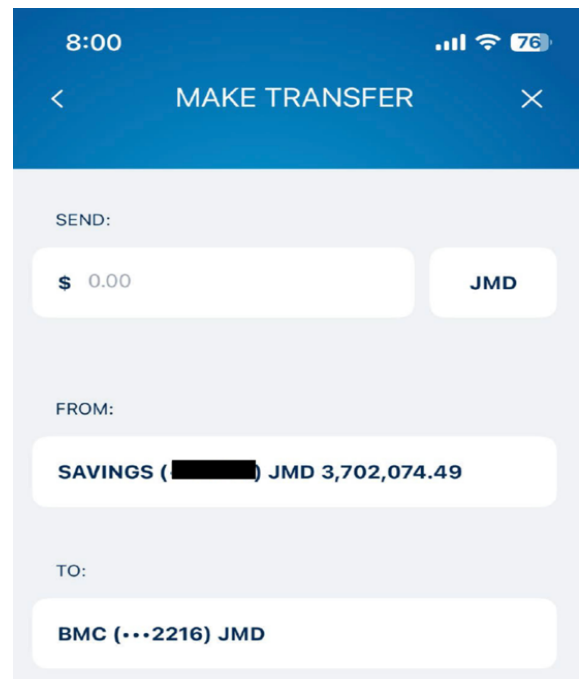 8:00 76
MAKE TRANSFER
SEND:
$ 0.00 JMD
FROM:
SAVINGS ( ) JMD 3,702,074.49
TO:
BMC (···2216) JMD